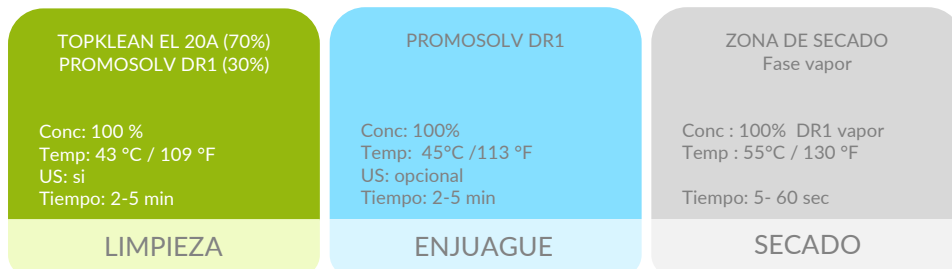 TOPKLEAN EL 20A (70%)
PROMOSOLV DR1 (30%)
Conc: 100 %
Temp: 43 °C / 109 °F
US: si
Tiempo: 2-5 min
LIMPIEZA
PROMOSOLV DR1
Conc: 100%
Temp:  45°C /113 °F
US: opcional
Tiempo: 2-5 min
ENJUAGUE
ZONA DE SECADO
Fase vapor
Conc : 100%  DR1 vapor
Temp : 55°C / 130 °F
Tiempo: 5- 60 sec
SECADO